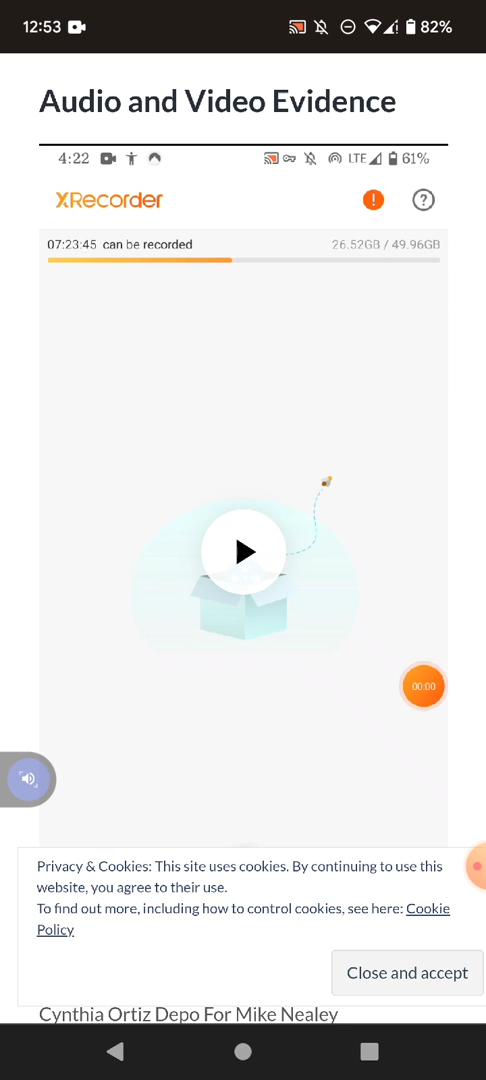 12:53 82%
Audio and Video Evidence
4:22 LTE 61%
XRecorder
07:23:45 can be recorded 26.52GB / 49.96GB
00:00
Privacy & Cookies: This site uses cookies. By continuing to use this
website, you agree to their use.
To find out more, including how to control cookies, see here: Cookie
Policy
Close and accept
Cynthia Ortiz Depo For Mike Nealey